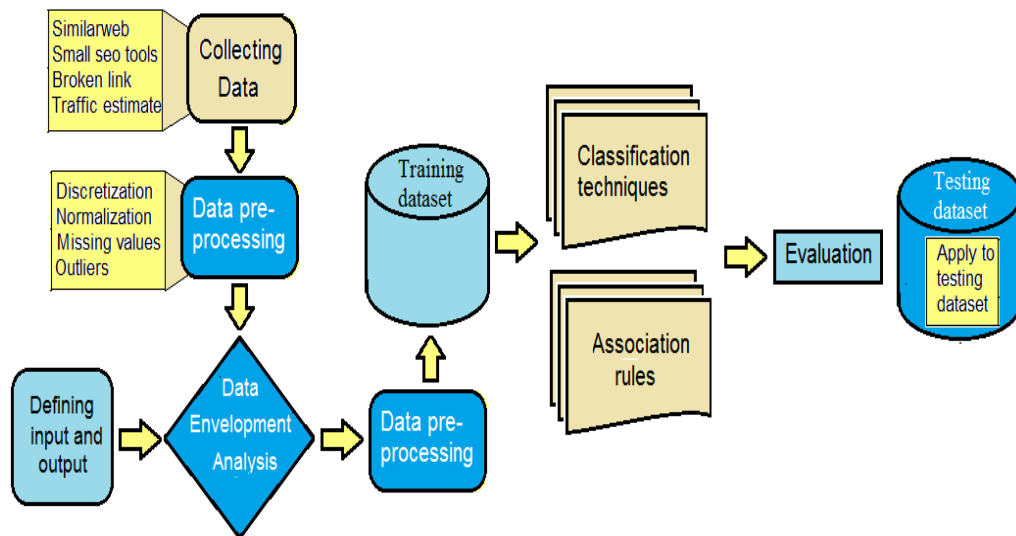 Similarweb
Small seo tools
Broken link
Traffic estimate
Collecting
Data
Discretization
Normalization
Missing values
Outliers
Data pre-
processing
Defining
input and
output
Data
Envelopment
Analysis
Data pre-
processing
Training
dataset
Classification
techniques
Association
rules
Evaluation
Testing
dataset
Apply to
testing
dataset